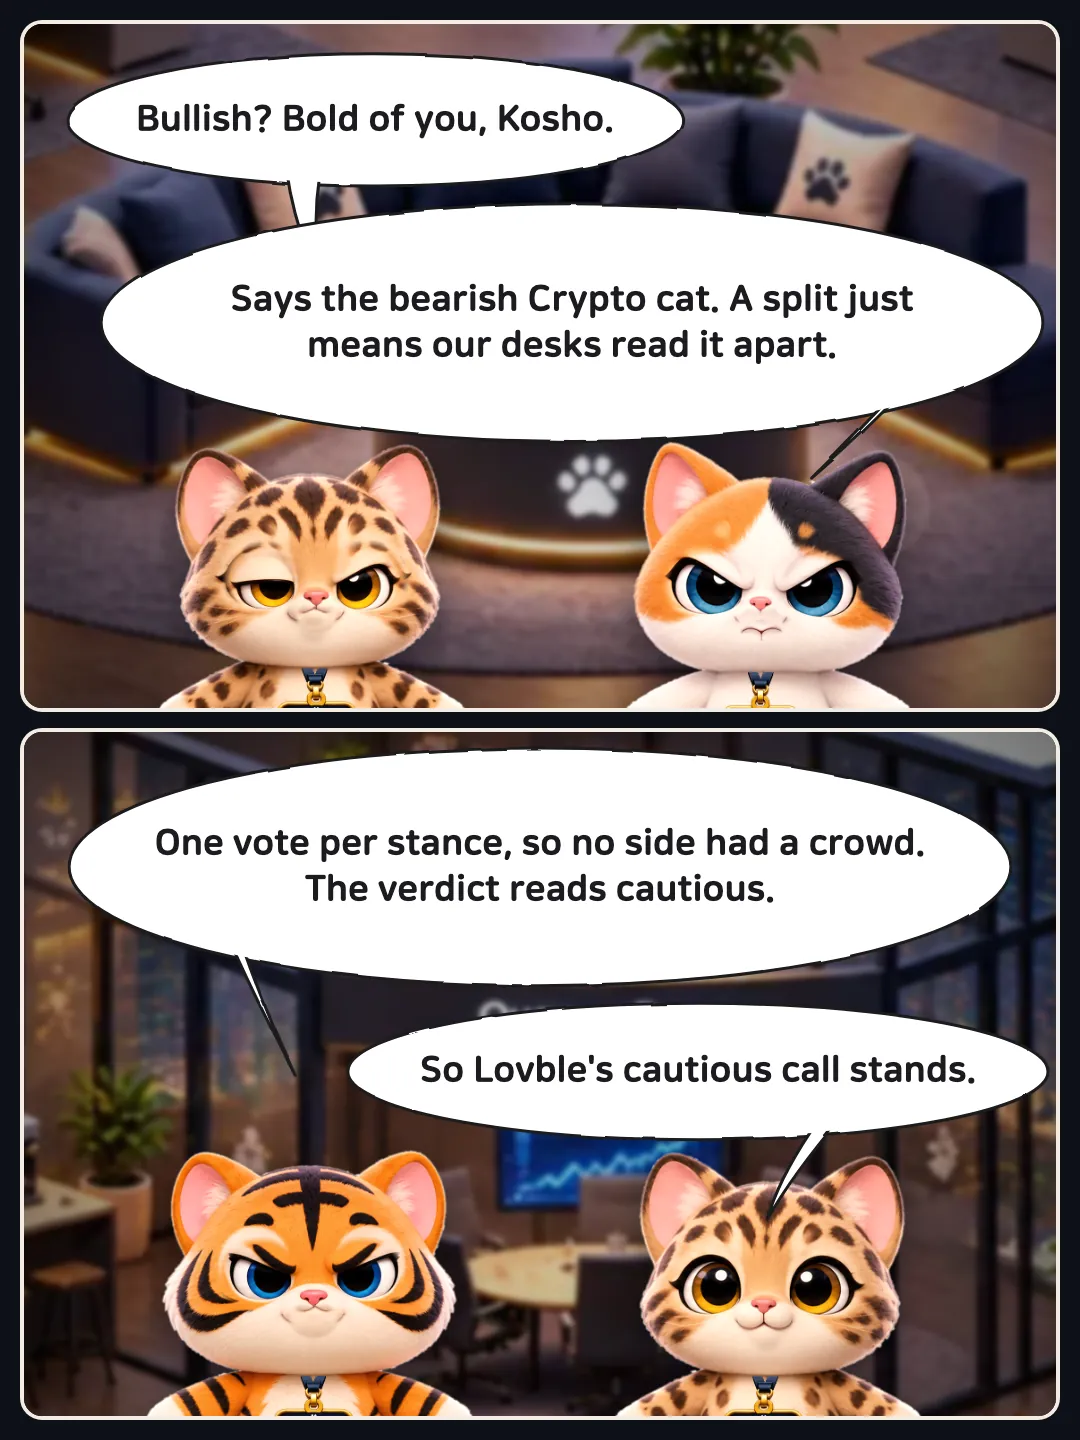 Bullish? Bold of you, Kosho.
Says the bearish Crypto cat. A split just
means our desks read it apart.
One vote per stance, so no side had a crowd.
The verdict reads cautious.
So Lovble's cautious call stands.